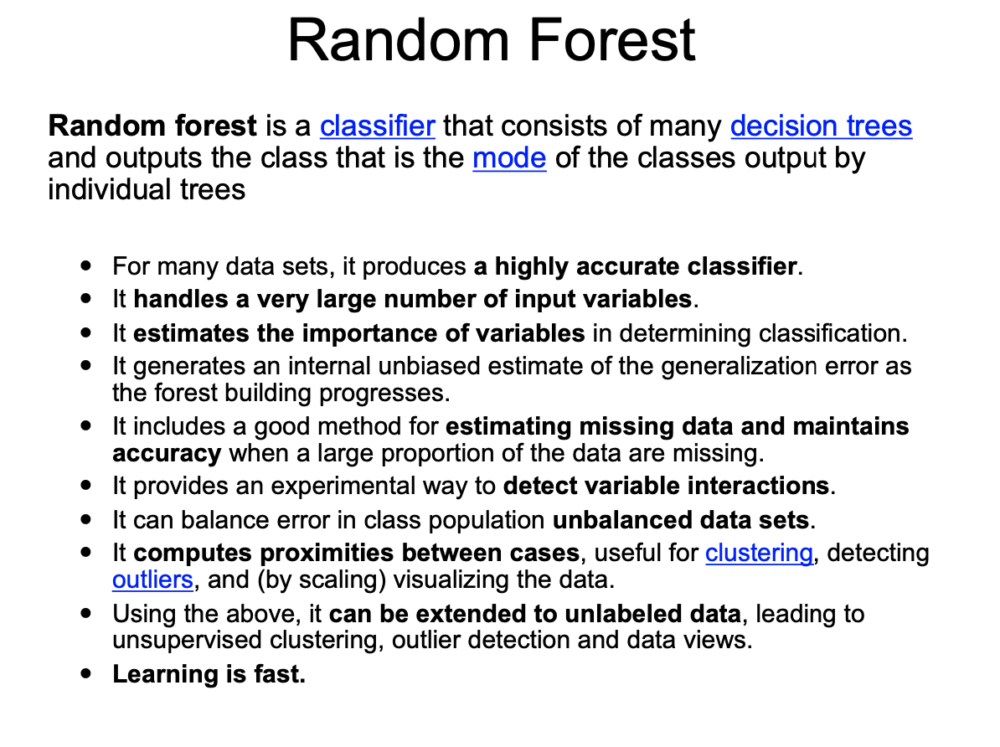 Random Forest
Random forest is a classifier that consists of many decision trees
and outputs the class that is the mode of the classes output by
individual trees
• For many data sets, it produces a highly accurate classifier.
• It handles a very large number of input variables.
• It estimates the importance of variables in determining classification.
• It generates an internal unbiased estimate of the generalization error as
the forest building progresses.
• It includes a good method for estimating missing data and maintains
accuracy when a large proportion of the data are missing.
• It provides an experimental way to detect variable interactions.
• It can balance error in class population unbalanced data sets.
• It computes proximities between cases, useful for clustering, detecting
outliers, and (by scaling) visualizing the data.
• Using the above, it can be extended to unlabeled data, leading to
unsupervised clustering, outlier detection and data views.
• Learning is fast.